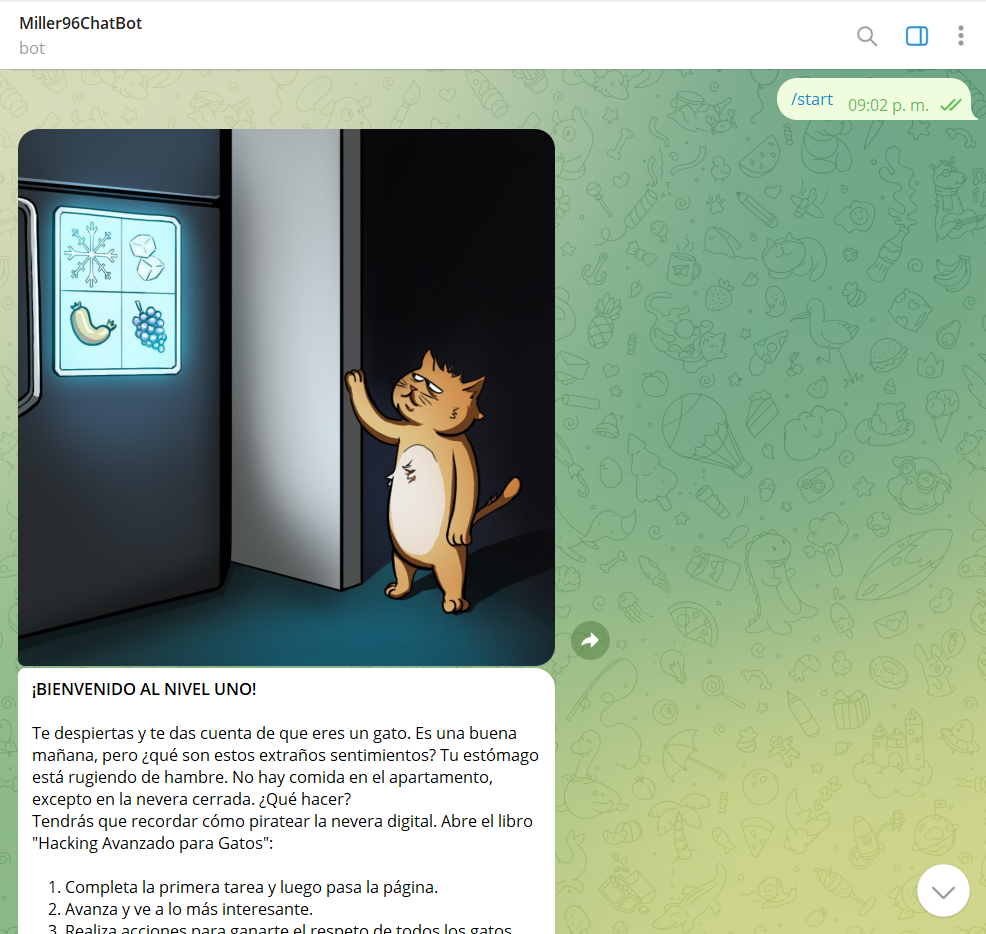 Miller96ChatBot
bot
/start 09:02 p. m.
¡BIENVENIDO AL NIVEL UNO!
Te despiertas y te das cuenta de que eres un gato. Es una buena
mañana, pero ¿qué son estos extraños sentimientos? Tu estómago
está rugiendo de hambre. No hay comida en el apartamento,
excepto en la nevera cerrada. ¿Qué hacer?
Tendrás que recordar cómo piratear la nevera digital. Abre el libro
"Hacking Avanzado para Gatos":
1. Completa la primera tarea y luego pasa la página.
2. Avanza y ve a lo más interesante.
3. Realiza acciones para ganarte el respeto de todos los gatos